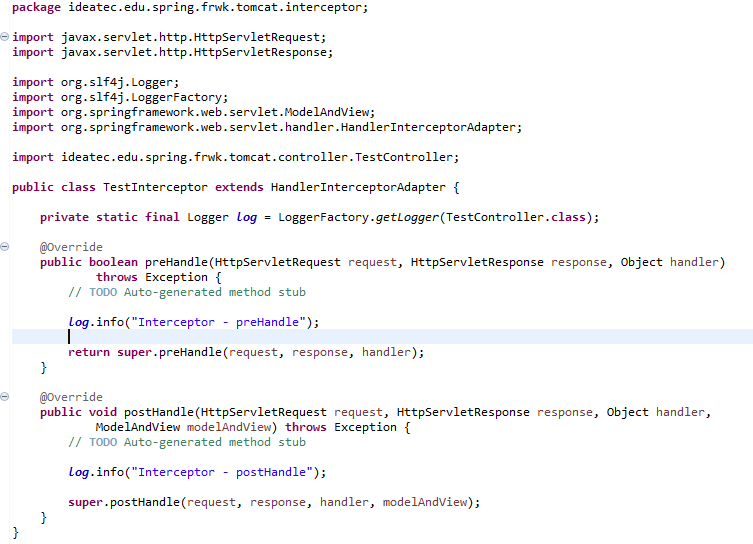 package ideatec.edu.spring.frwk.tomcat.interceptor;
import javax.servlet.http.HttpServletRequest;
import javax.servlet.http.HttpServletResponse;
import org.slf4j.Logger;
import org.slf4j.LoggerFactory;
import org.springframework.web.servlet.ModelAndView;
import org.springframework.web.servlet.handler.HandlerInterceptorAdapter;
import ideatec.edu.spring.frwk.tomcat.controller.TestController;
public class TestInterceptor extends HandlerInterceptorAdapter {
private static final Logger log = LoggerFactory.getLogger(TestController.class);
@Override
public boolean preHandle(HttpServletRequest request, HttpServletResponse response, Object handler)
throws Exception {
// TODO Auto-generated method stub
log.info("Interceptor - preHandle");
return super.preHandle(request, response, handler);
}
@Override
public void postHandle(HttpServletRequest request, HttpServletResponse response, Object handler,
ModelAndView modelAndView) throws Exception {
// TODO Auto-generated method stub
log.info("Interceptor - postHandle");
super.postHandle(request, response, handler, modelAndView);
}
}